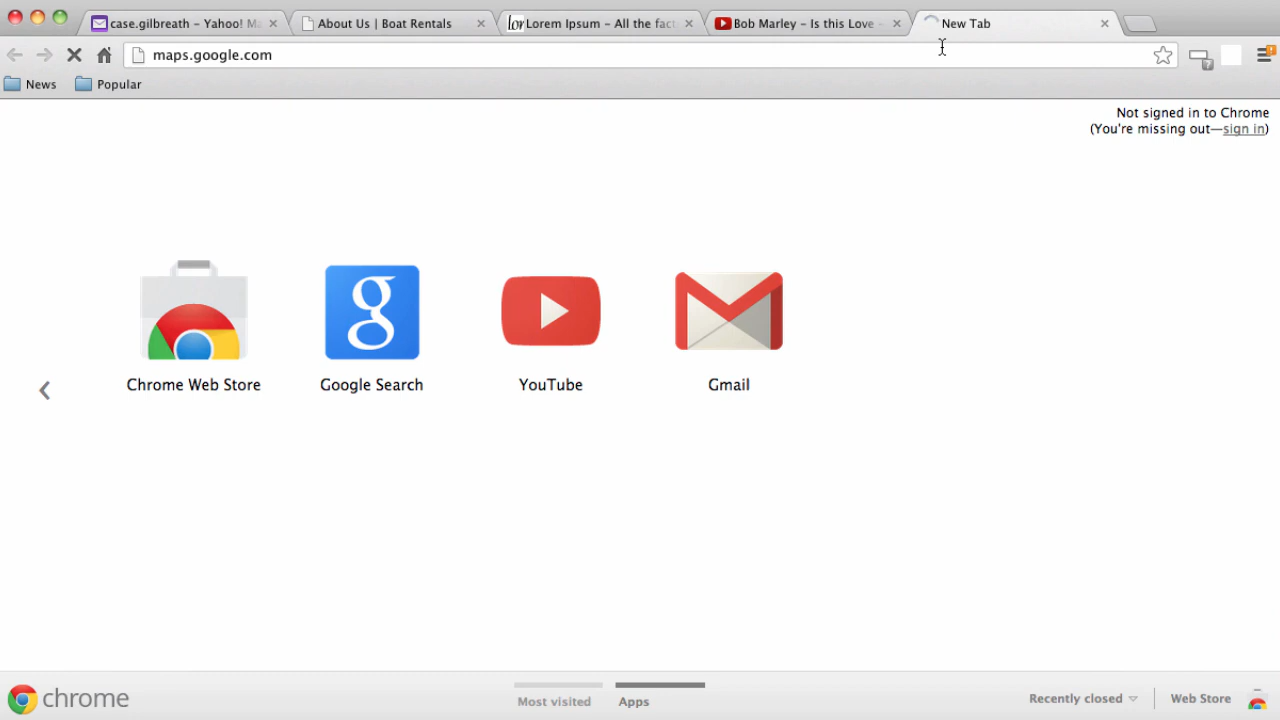 case.gilbreath – Yahoo! Ma
About Us | Boat Rentals
Lorem Ipsum – All the fact
Bob Marley – Is this Love –
New Tab
maps.google.com
News
Popular
Not signed in to Chrome
(You're missing out—sign in)
Chrome Web Store
Google Search
YouTube
Gmail
chrome
Most visited
Apps
Recently closed
Web Store